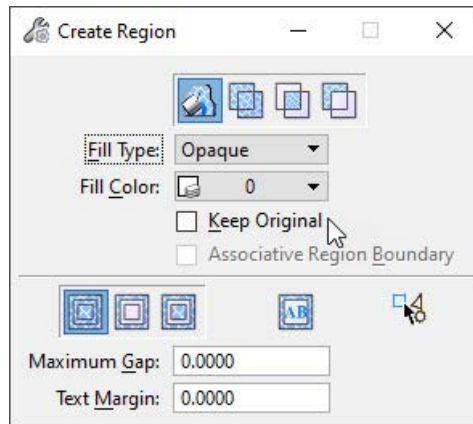 Create Region
Fill Type: Opaque
Fill Color: 0
Keep Original
Associative Region Boundary
AB
Maximum Gap: 0.0000
Text Margin: 0.0000